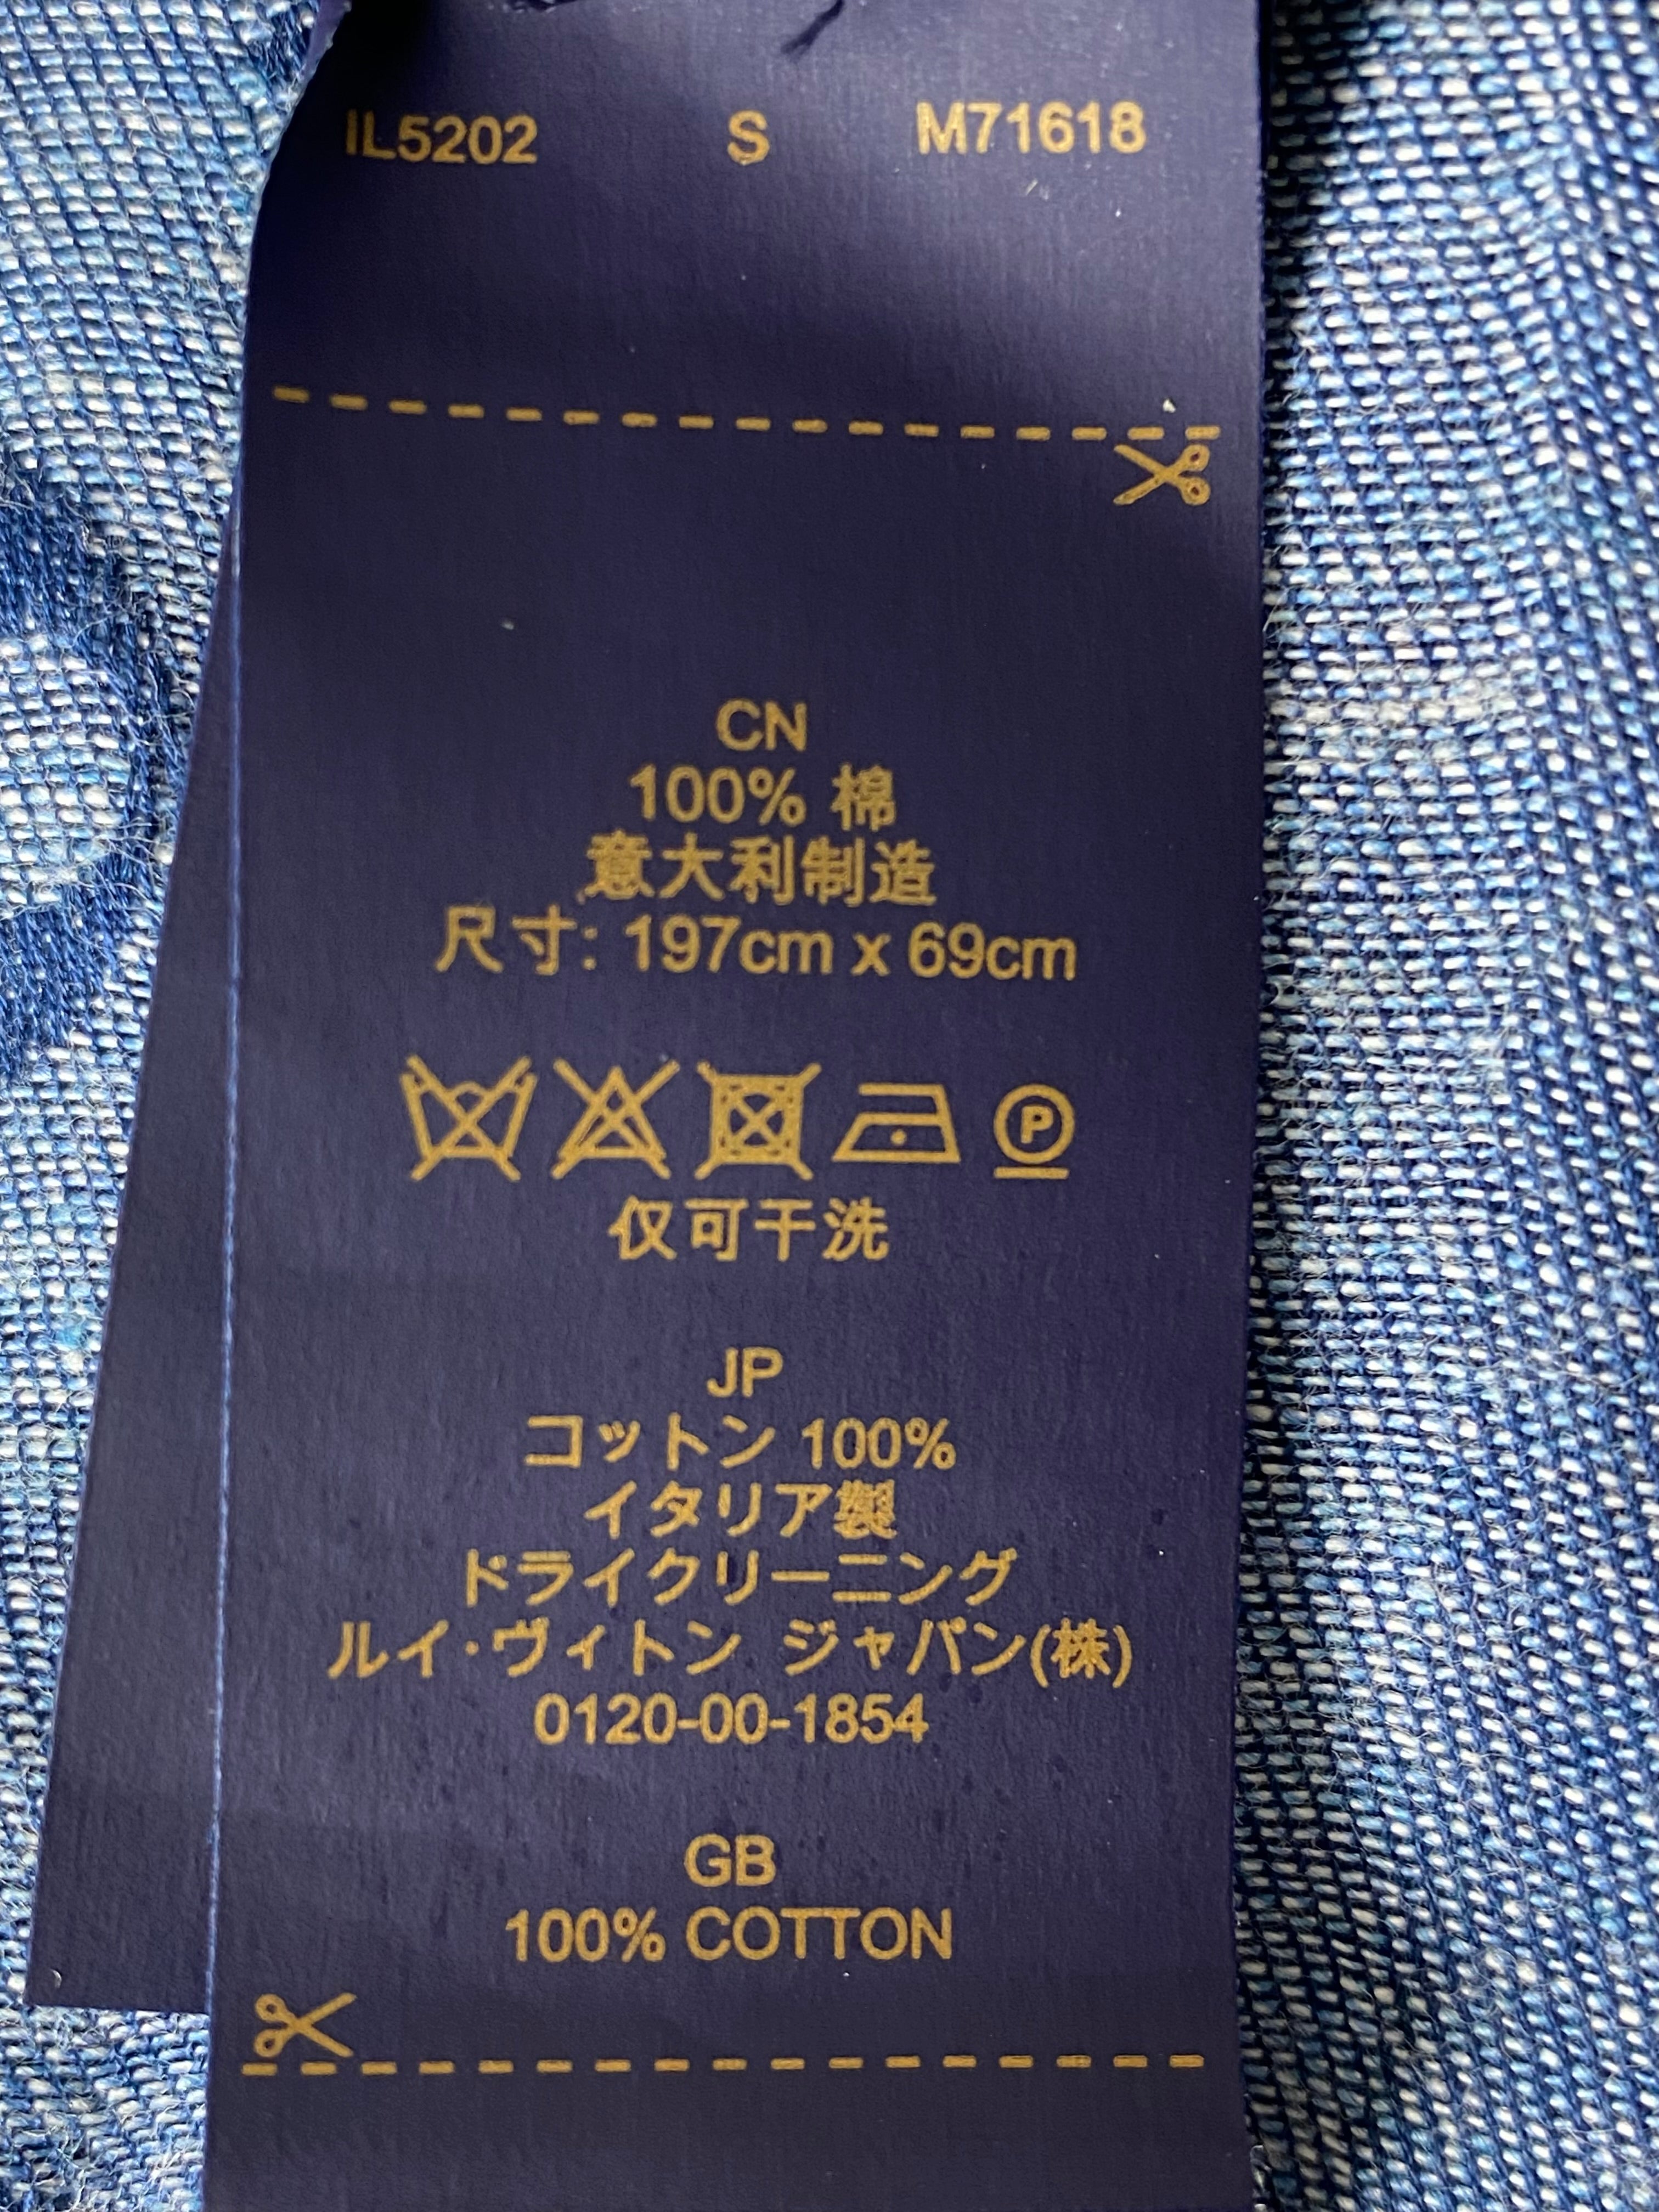 IL5202 S M71618
CN
100% 棉
意大利制造
尺寸: 197cm x 69cm
P
仅可干洗
JP
コットン 100%
イタリア製
ドライクリーニング
ルイ･ヴィトン ジャパン(株)
0120-00-1854
GB
100% COTTON